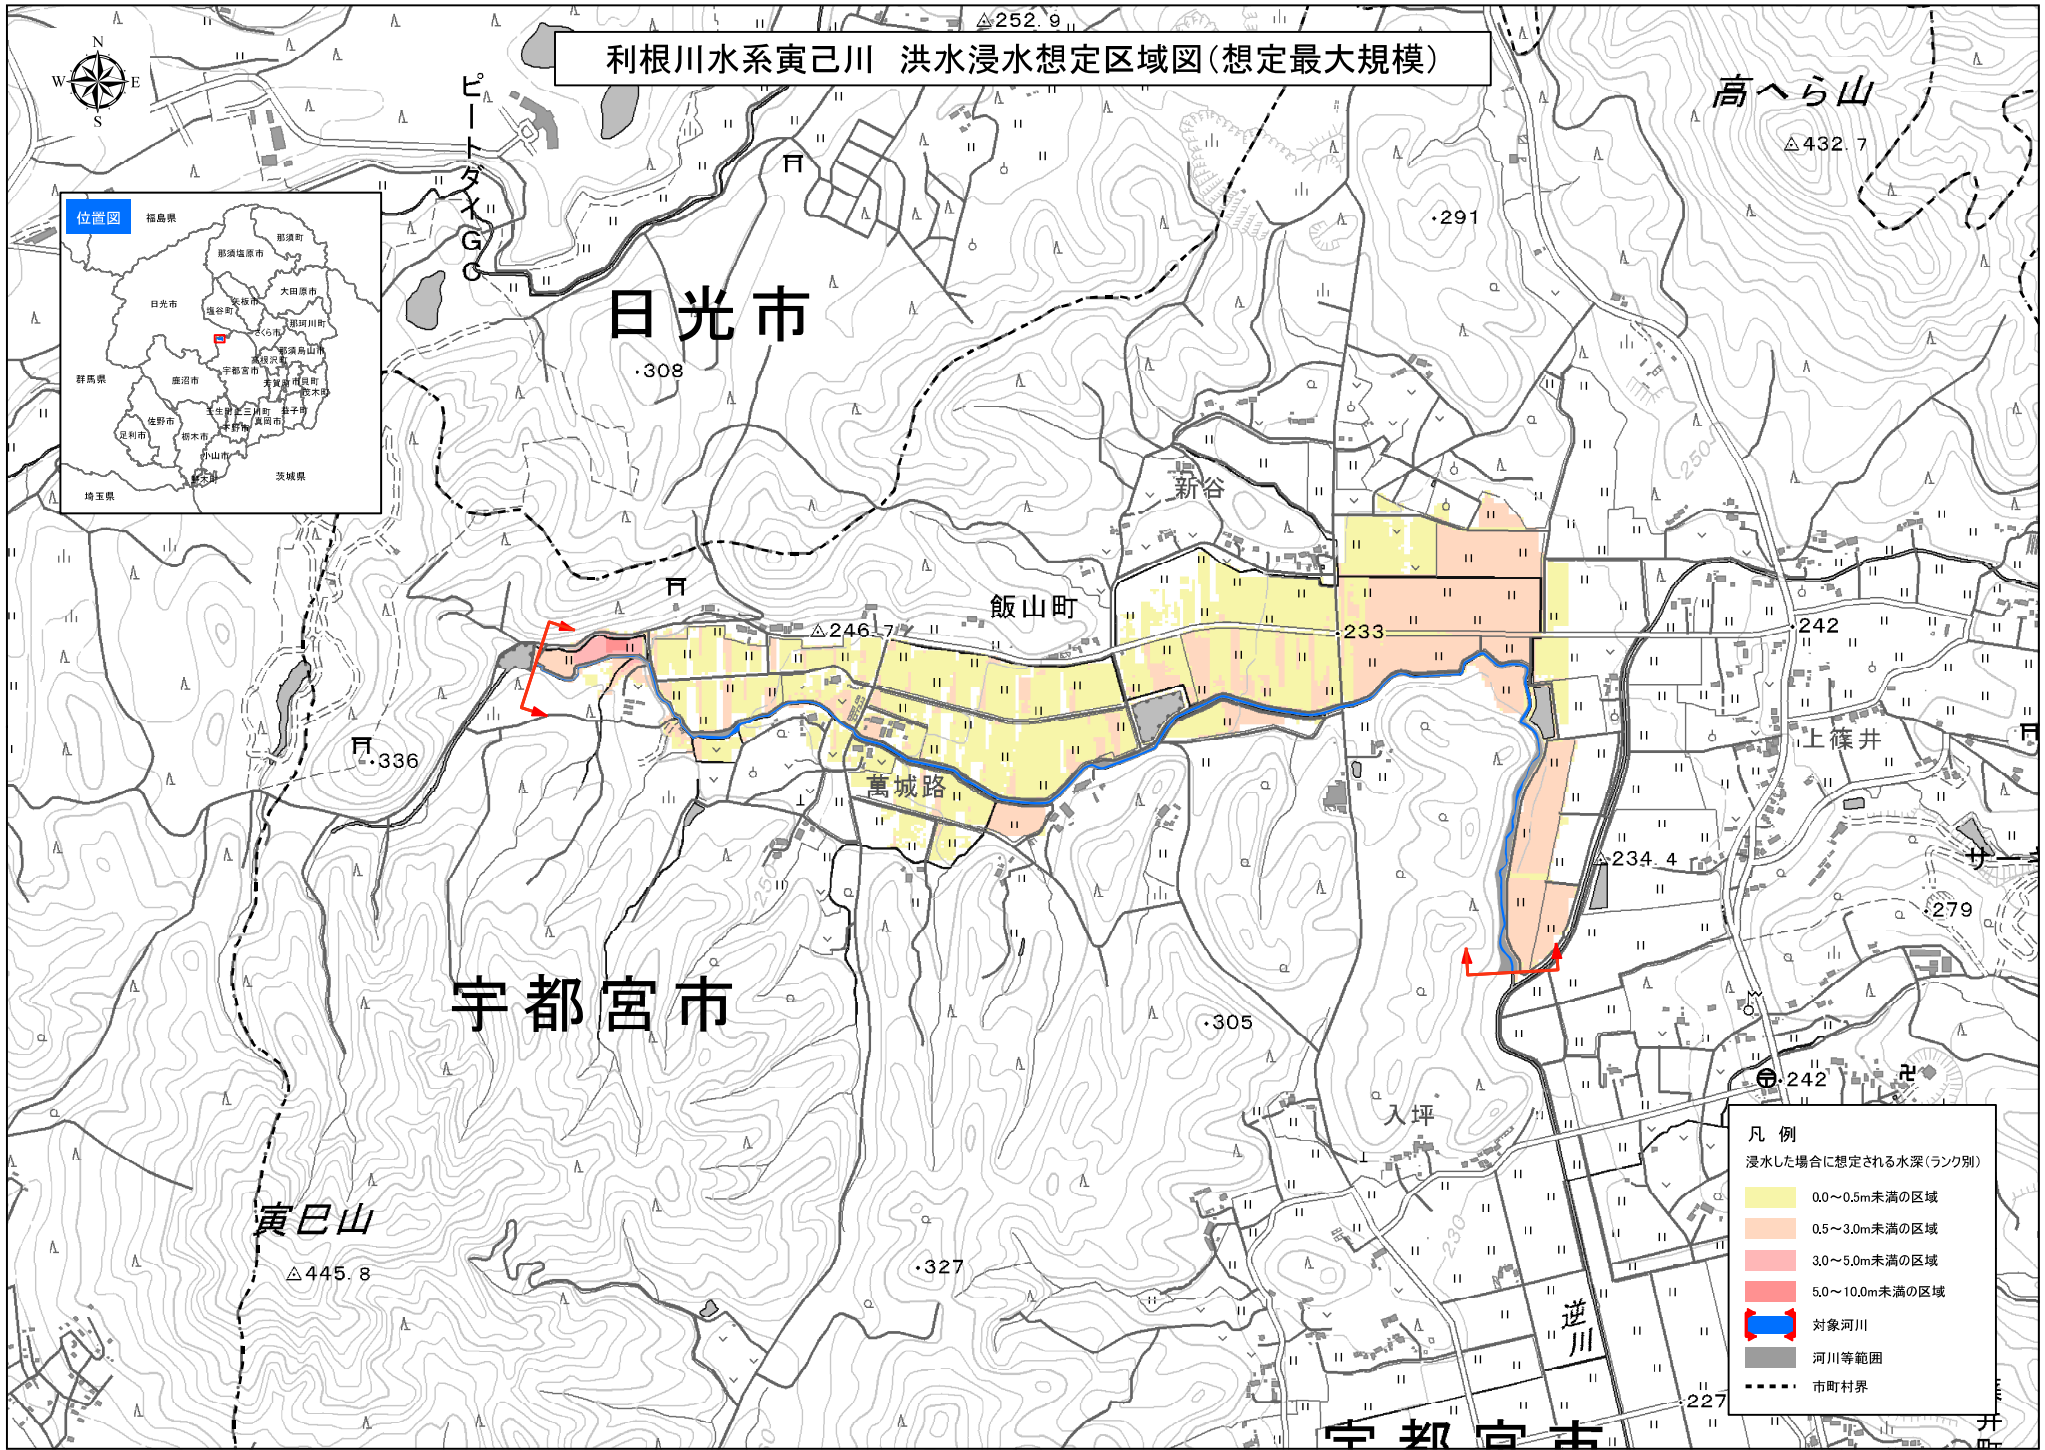 利根川水系寅己川 洪水浸水想定区域図(想定最大規模)
N
W
E
S
252.9
高へら山
432.7
ピートダイGC
291
位置図
福島県
那須町
那須塩原市
日光市
矢板市
大田原市
塩谷町
那珂川町
さくら市
那須烏山市
高根沢町
宇都宮市
群馬県
鹿沼市
芳賀町
市貝町
茂木町
壬生町
上三川町
益子町
佐野市
真岡市
下野市
足利市
栃木市
小山市
野木町
茨城県
埼玉県
日光市
308
250
新谷
飯山町
246.7
233
242
336
上篠井
萬城路
250
234.4
サー
279
宇都宮市
305
242
入坪
寅巳山
445.8
327
230
逆川
227
宇都宮市
井町
凡 例
浸水した場合に想定される水深(ランク別)
0.0～0.5m未満の区域
0.5～3.0m未満の区域
3.0～5.0m未満の区域
5.0～10.0m未満の区域
対象河川
河川等範囲
市町村界